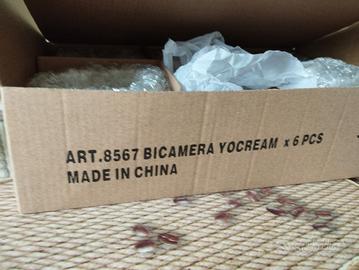 ART.8567 BICAMERA YOCREAM x 6 PCS
MADE IN CHINA